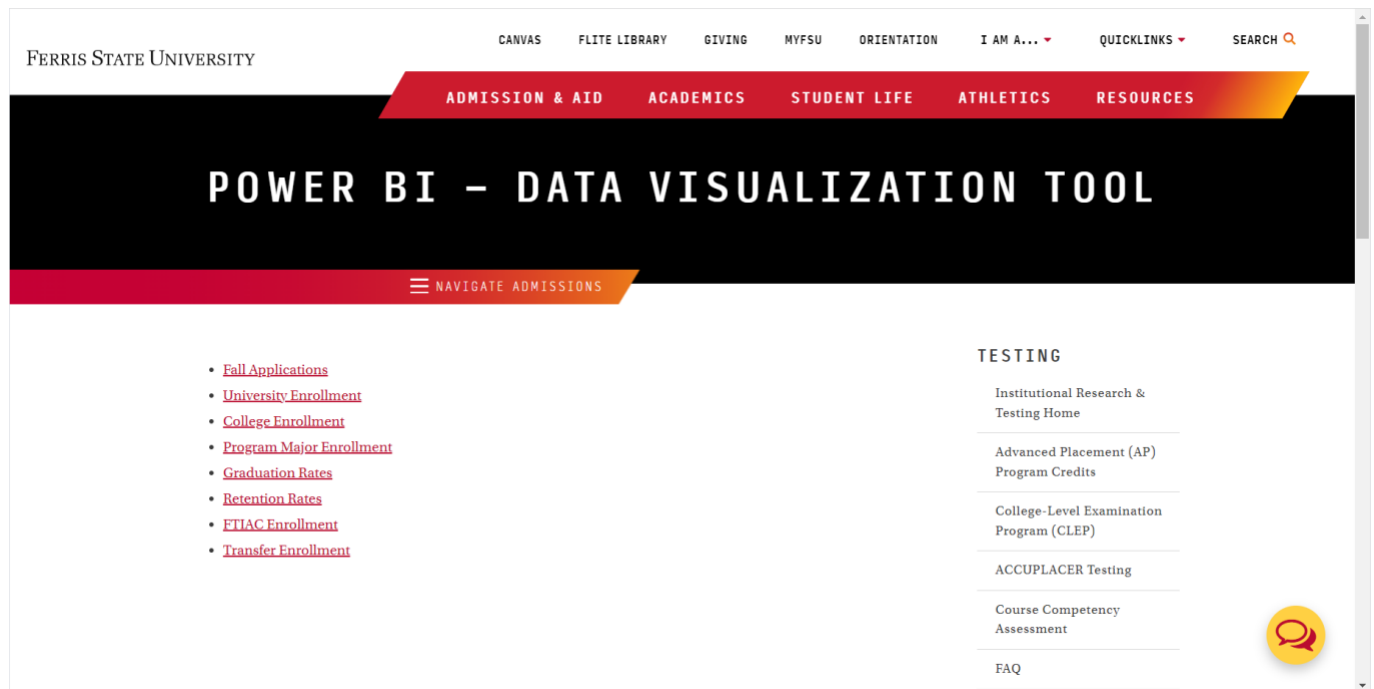 CANVAS FLITE LIBRARY GIVING MYFSU ORIENTATION I AM A... QUICKLINKS SEARCH
FERRIS STATE UNIVERSITY
ADMISSION & AID ACADEMICS STUDENT LIFE ATHLETICS RESOURCES
POWER BI – DATA VISUALIZATION TOOL
NAVIGATE ADMISSIONS
Fall Applications
University Enrollment
College Enrollment
Program Major Enrollment
Graduation Rates
Retention Rates
FTIAC Enrollment
Transfer Enrollment
TESTING
Institutional Research &
Testing Home
Advanced Placement (AP)
Program Credits
College-Level Examination
Program (CLEP)
ACCUPLACER Testing
Course Competency
Assessment
FAQ